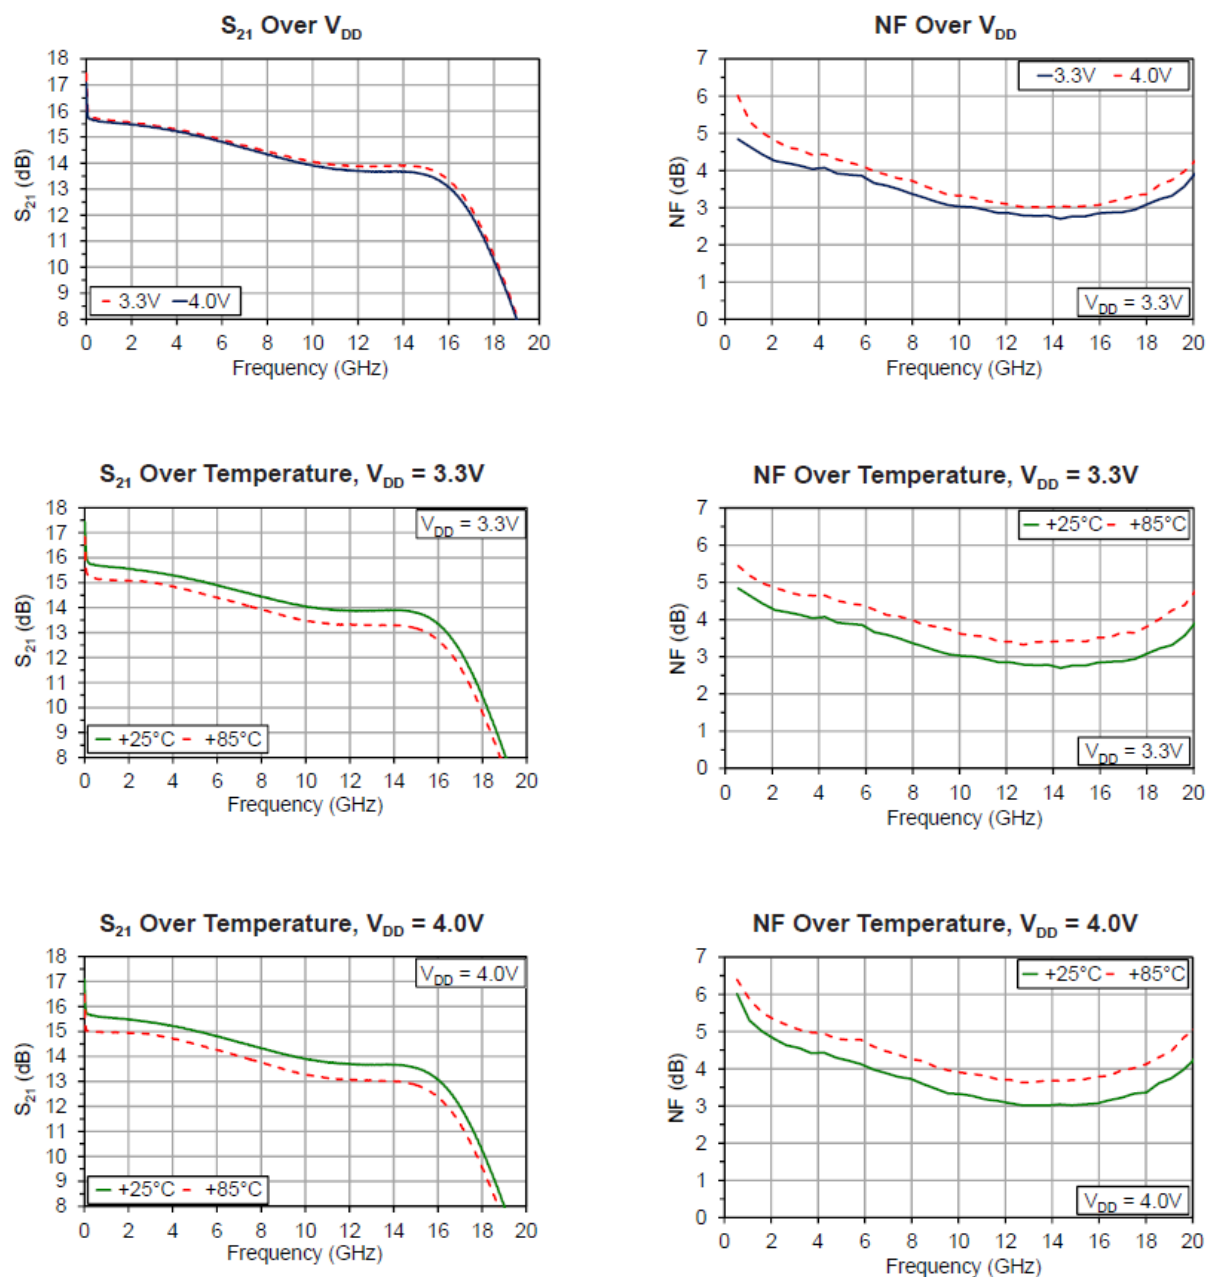 S21 Over VDD
18
17
16
15
14
13
12
11
10
9
8
S21 (dB)
- 3.3V —4.0V
0 2 4 6 8 10 12 14 16 18 20
Frequency (GHz)
NF Over VDD
7
6
5
4
3
2
1
0
NF (dB)
—3.3V - - 4.0V
VDD = 3.3V
0 2 4 6 8 10 12 14 16 18 20
Frequency (GHz)
S21 Over Temperature, VDD = 3.3V
18
17
16
15
14
13
12
11
10
9
8
S21 (dB)
VDD = 3.3V
— +25°C - +85°C
0 2 4 6 8 10 12 14 16 18 20
Frequency (GHz)
NF Over Temperature, VDD = 3.3V
7
6
5
4
3
2
1
0
NF (dB)
— +25°C - - +85°C
VDD = 3.3V
0 2 4 6 8 10 12 14 16 18 20
Frequency (GHz)
S21 Over Temperature, VDD = 4.0V
18
17
16
15
14
13
12
11
10
9
8
S21 (dB)
VDD = 4.0V
— +25°C - +85°C
0 2 4 6 8 10 12 14 16 18 20
Frequency (GHz)
NF Over Temperature, VDD = 4.0V
7
6
5
4
3
2
1
0
NF (dB)
— +25°C - - +85°C
VDD = 4.0V
0 2 4 6 8 10 12 14 16 18 20
Frequency (GHz)